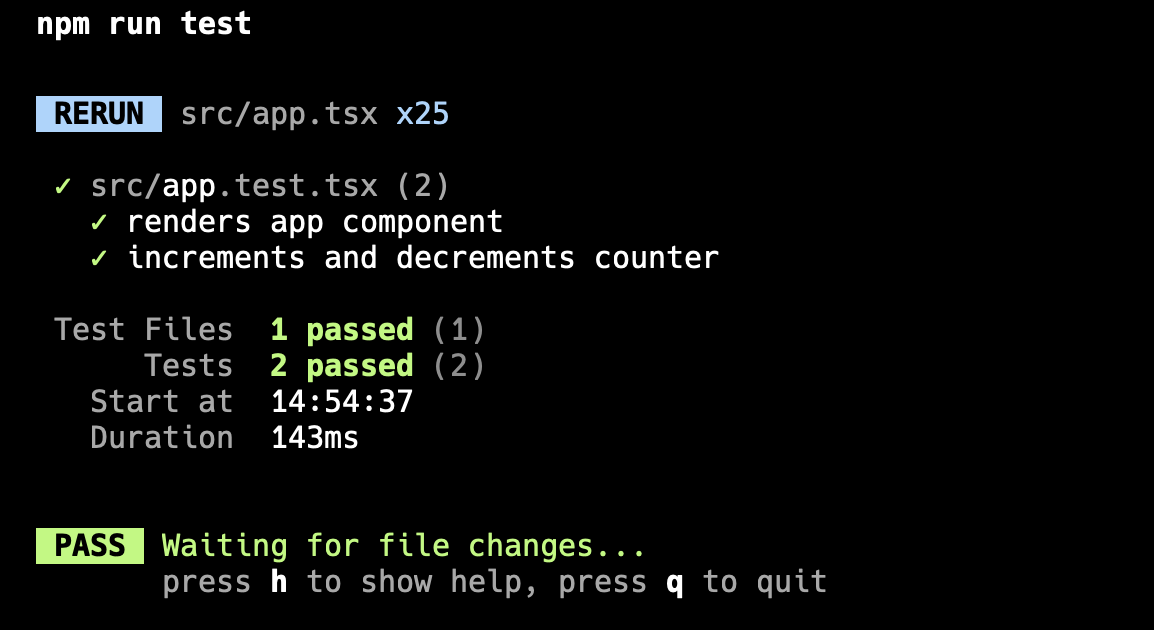 npm run test
RERUN src/app.tsx x25
✓ src/app.test.tsx (2)
✓ renders app component
✓ increments and decrements counter
Test Files 1 passed (1)
Tests 2 passed (2)
Start at 14:54:37
Duration 143ms
PASS Waiting for file changes...
press h to show help, press q to quit